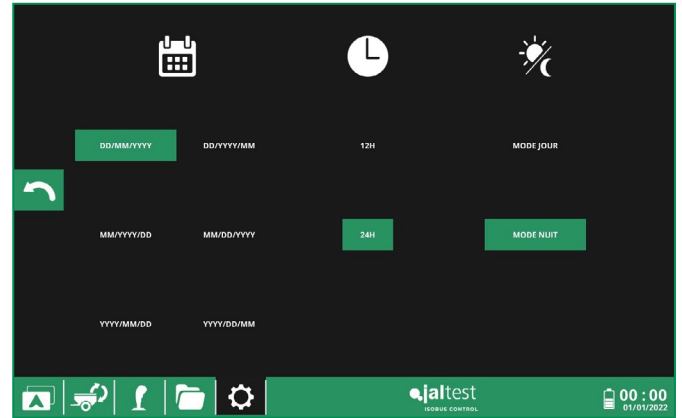 DD/MM/YYYY DD/YYYY/MM 12H MODE JOUR
MM/YYYY/DD MM/DD/YYYY 24H MODE NUIT
YYYY/MM/DD YYYY/DD/MM
jaltest
ISOBUS CONTROL
00 : 00
01/01/2022